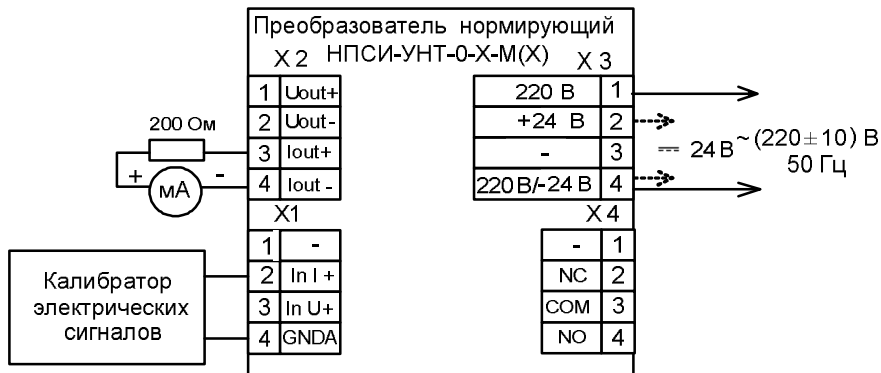 Преобразователь нормирующий
НПСИ-УНТ-0-Х-М(Х)
X 2
1 Uout+
2 Uout-
3 Iout+
4 Iout -
200 Ом
+ мА -
X 3
220 В 1
+24 В 2
- 3
220 В/-24 В 4
24 В ~(220±10) В
50 Гц
X1
1 -
2 In I +
3 In U+
4 GNDA
Калибратор
электрических
сигналов
X 4
- 1
NC 2
COM 3
NO 4